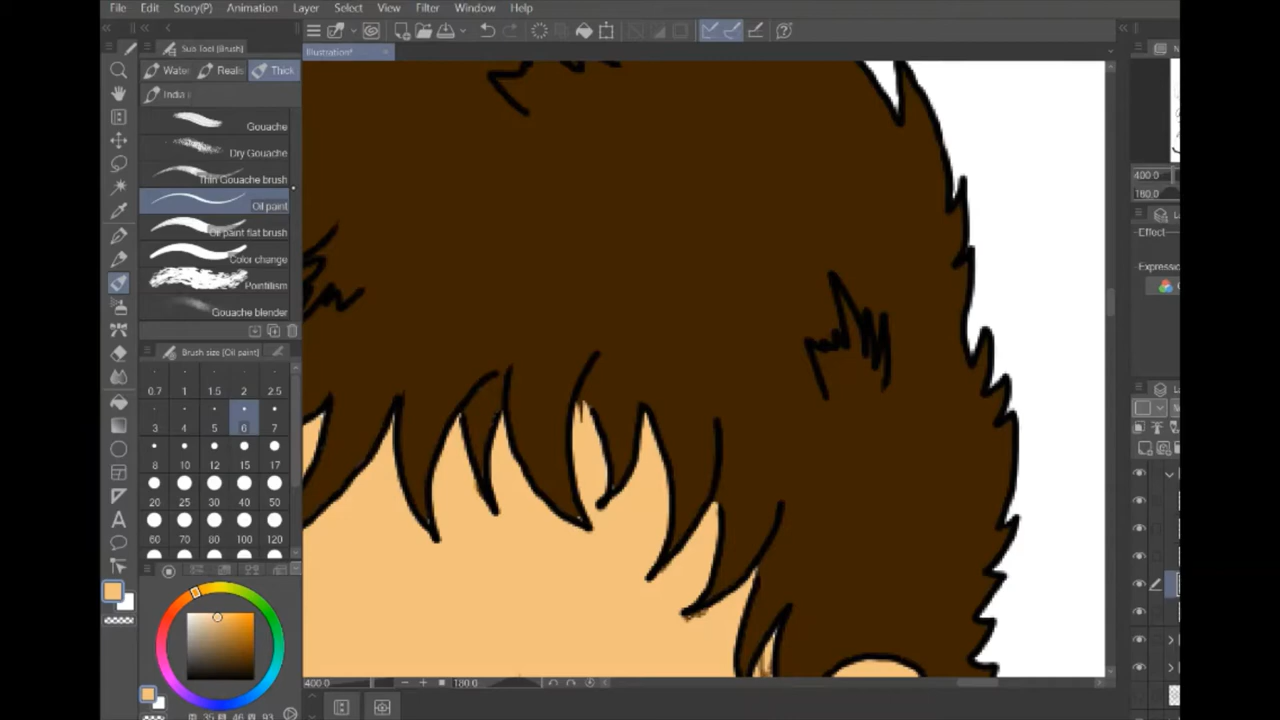 File Edit Story(P) Animation Layer Select View Filter Window Help
Sub Tool [Brush]
Illustration*
Water Realis Thick
India i
Gouache
Dry Gouache
Thin Gouache brush
Oil paint
Oil paint flat brush
Color change
Pointillism
Gouache blender
Brush size [Oil paint]
0.7 1 1.5 2 2.5
3 4 5 6 7
8 10 12 15 17
20 25 30 40 50
60 70 80 100 120
400.0
180.0
Effect
Expressio
400.0 180.0
35 46 93